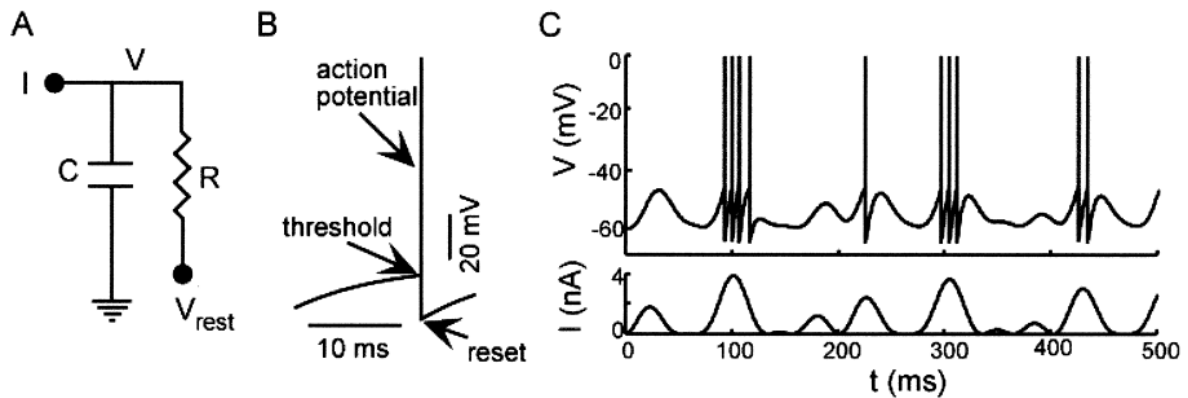 A
I
V
C
R
V_rest
B
action
potential
threshold
20 mV
10 ms
reset
C
V (mV)
0
-20
-40
-60
I (nA)
4
0
0 100 200 300 400 500
t (ms)